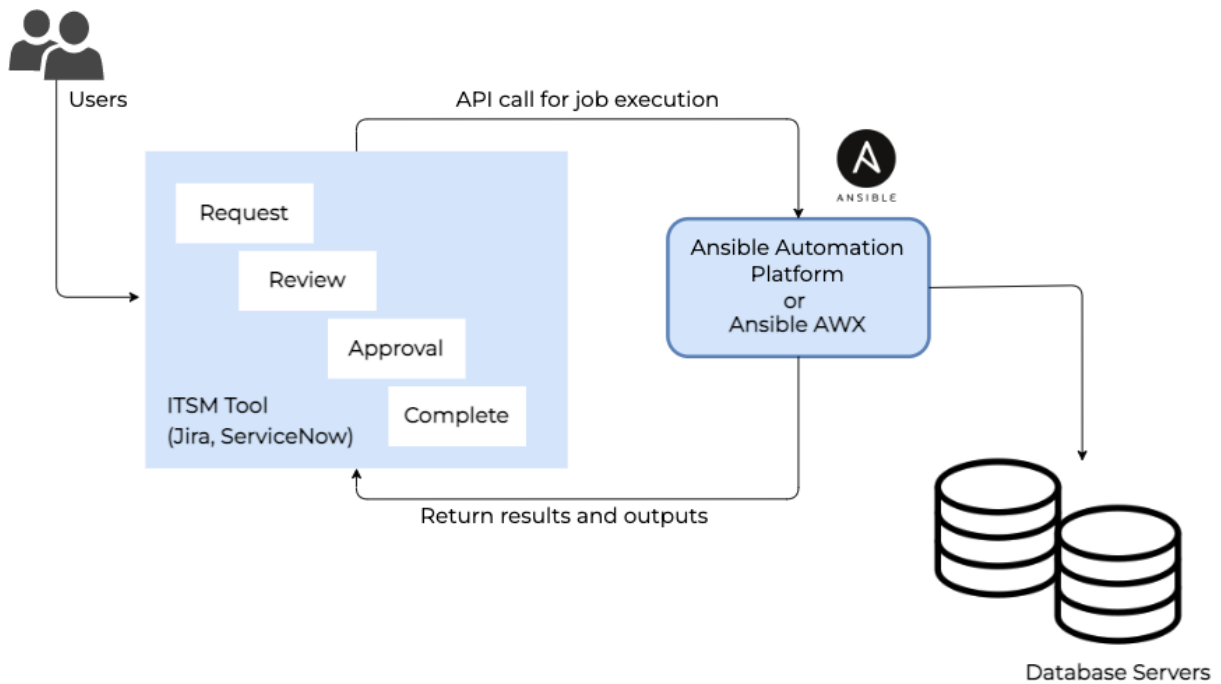 Users
API call for job execution
ANSIBLE
Request
Review
Approval
Complete
ITSM Tool
(Jira, ServiceNow)
Ansible Automation
Platform
or
Ansible AWX
Return results and outputs
Database Servers